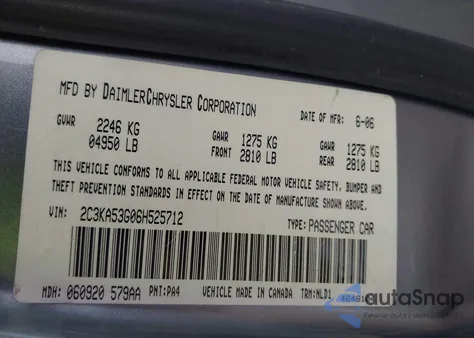 MFD BY DAIMLERCHRYSLER CORPORATION DATE OF MFR: 6-06
GVWR 2246 KG GAWR 1275 KG GAWR 1275 KG
04950 LB FRONT 2810 LB REAR 2810 LB
THIS VEHICLE CONFORMS TO ALL APPLICABLE FEDERAL MOTOR VEHICLE SAFETY, BUMPER AND
THEFT PREVENTION STANDARDS IN EFFECT ON THE DATE OF MANUFACTURE SHOWN ABOVE.
VIN: 2C3KA53G06H525712 TYPE: PASSENGER CAR
MDH: 060920 579AA PNT: PA4 VEHICLE MADE IN CANADA TRM: NLD1
autaSnap